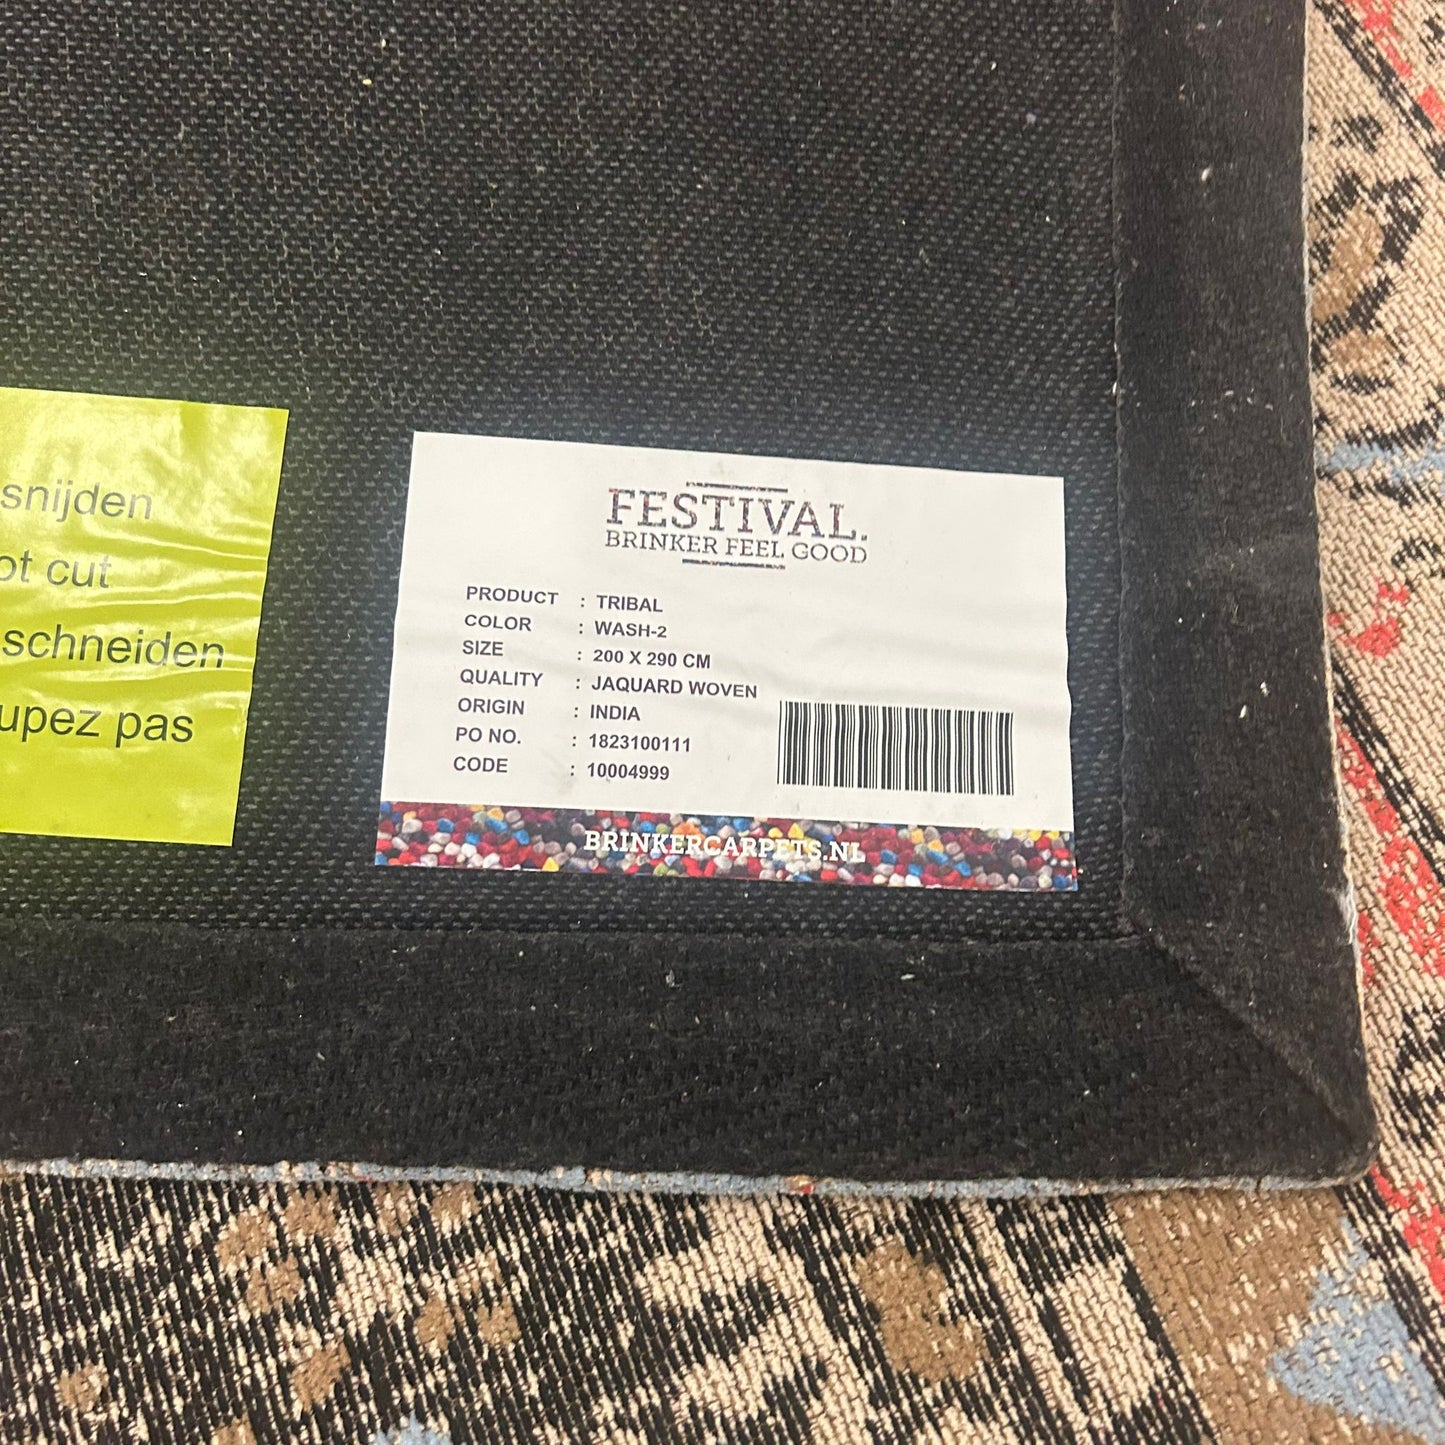 snijden
ot cut
schneiden
upez pas
FESTIVAL.
BRINKER FEEL GOOD
PRODUCT : TRIBAL
COLOR : WASH-2
SIZE : 200 X 290 CM
QUALITY : JAQUARD WOVEN
ORIGIN : INDIA
PO NO. : 1823100111
CODE : 10004999
BRINKERCARPETS.NL